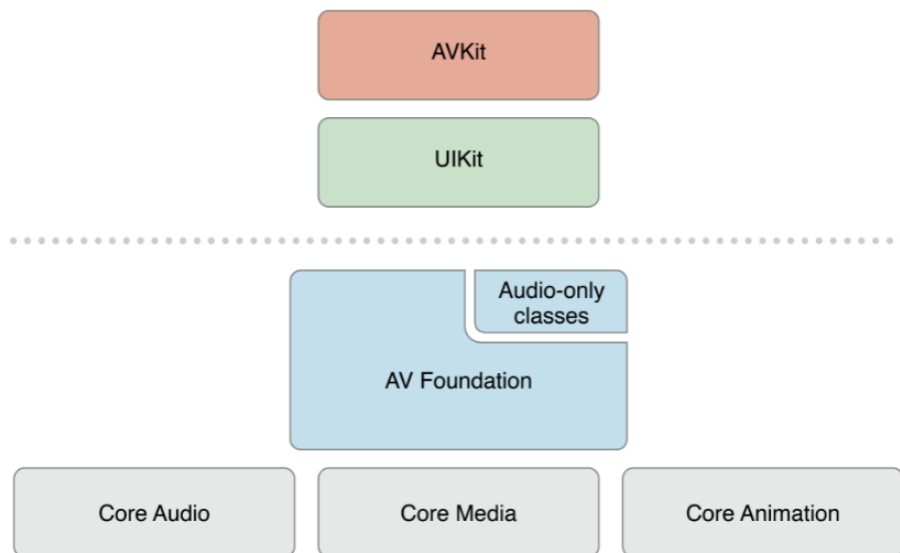 AVKit
UIKit
Audio-only
classes
AV Foundation
Core Audio
Core Media
Core Animation